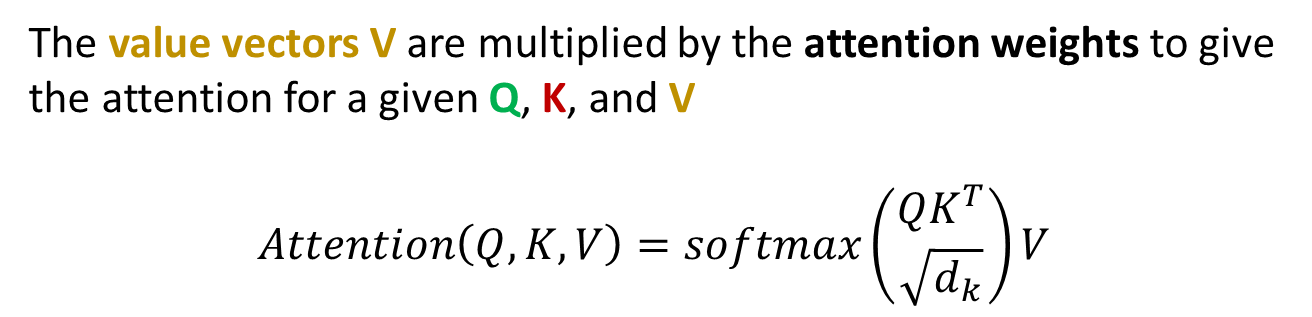 The value vectors V are multiplied by the attention weights to give
the attention for a given Q, K, and V
Attention(Q, K, V) = softmax(QK^T / √d_k) V